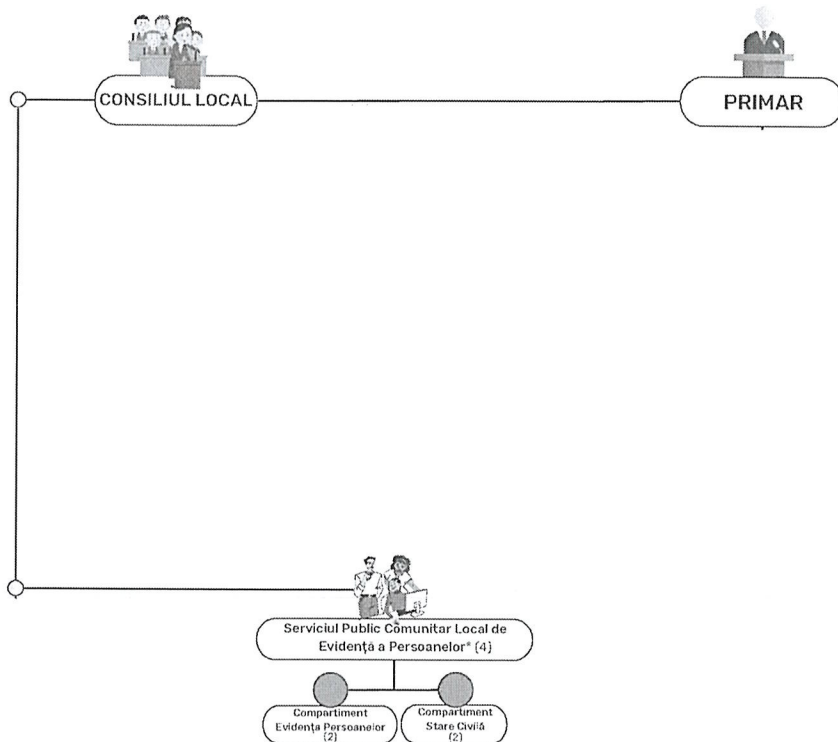 CONSILIUL LOCAL
PRIMAR
Serviciul Public Comunitar Local de
Evidență a Persoanelor* (4)
Compartiment
Evidența Persoanelor
(2)
Compartiment
Stare Civilă
(2)